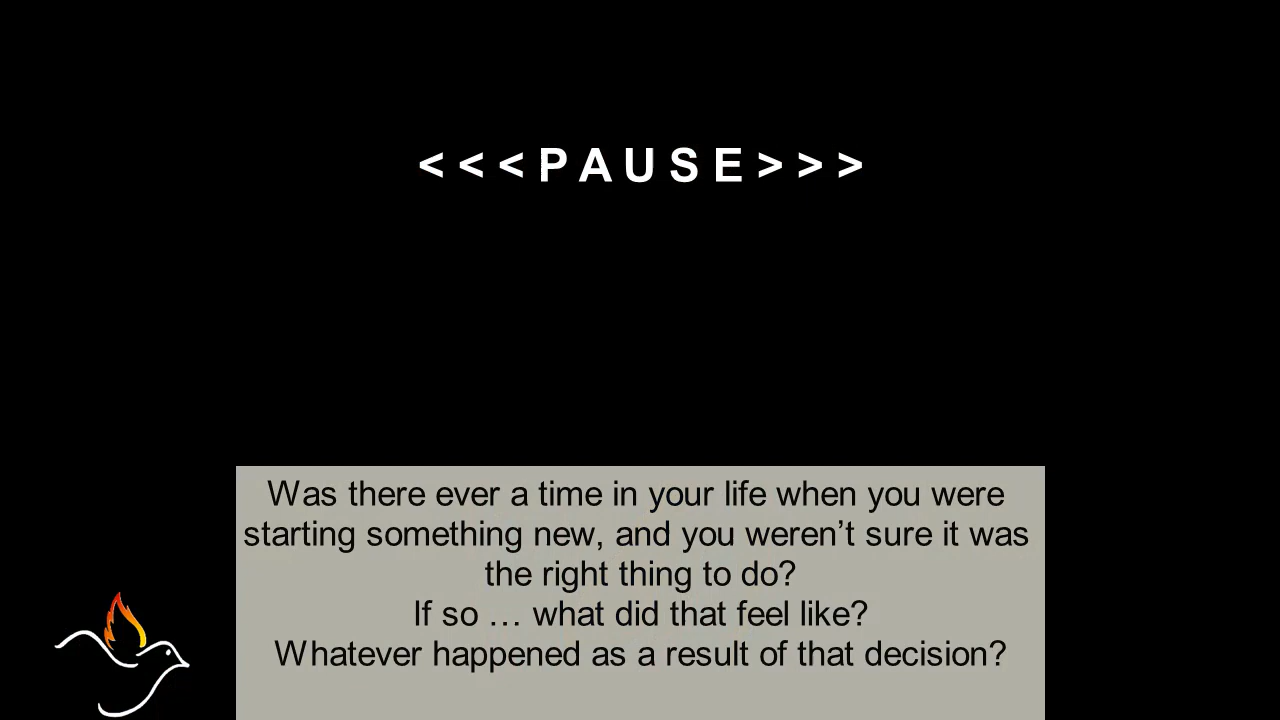 < < < P A U S E > > >
Was there ever a time in your life when you were
starting something new, and you weren’t sure it was
the right thing to do?
If so … what did that feel like?
Whatever happened as a result of that decision?